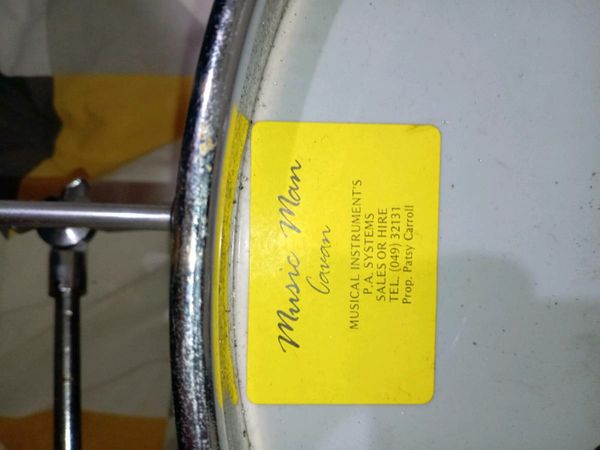 Music Man
Cavan
MUSICAL INSTRUMENT'S
P.A. SYSTEMS
SALES OR HIRE
TEL. (049) 32131
Prop. Patsy Carroll